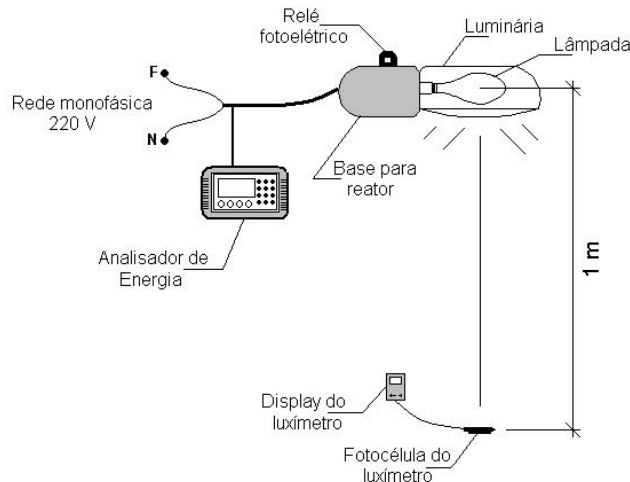 Relé
fotoelétrico
Luminária
Lâmpada
F
Rede monofásica
220 V
N
Base para
reator
Analisador de
Energia
1 m
Display do
luxímetro
Fotocélula do
luxímetro